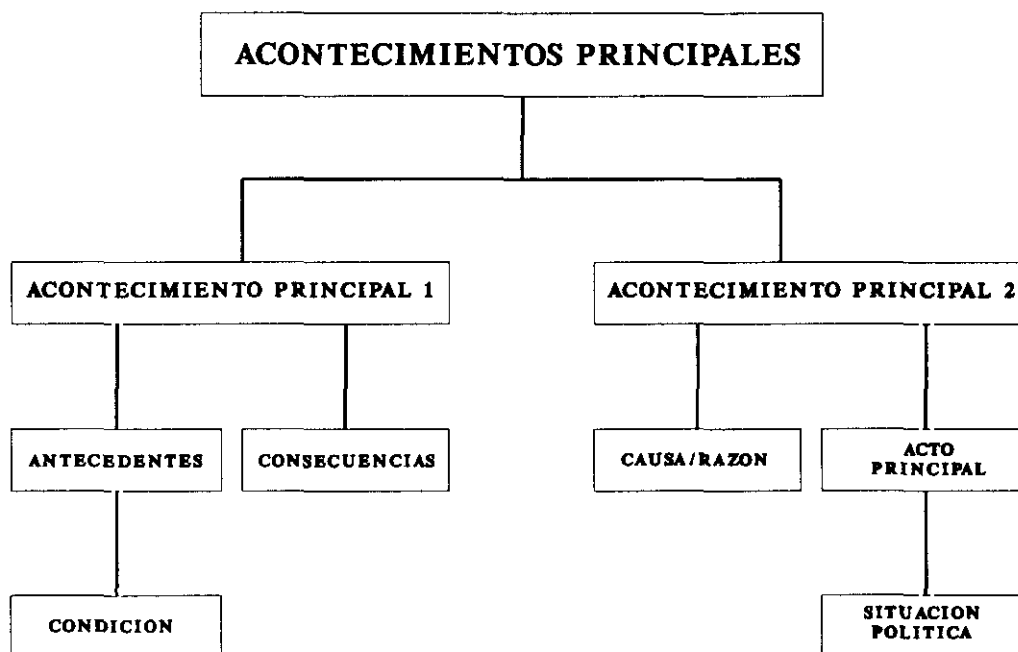 ACONTECIMIENTOS PRINCIPALES
ACONTECIMIENTO PRINCIPAL 1
ACONTECIMIENTO PRINCIPAL 2
ANTECEDENTES
CONSECUENCIAS
CAUSA/RAZON
ACTO
PRINCIPAL
CONDICION
SITUACION
POLITICA